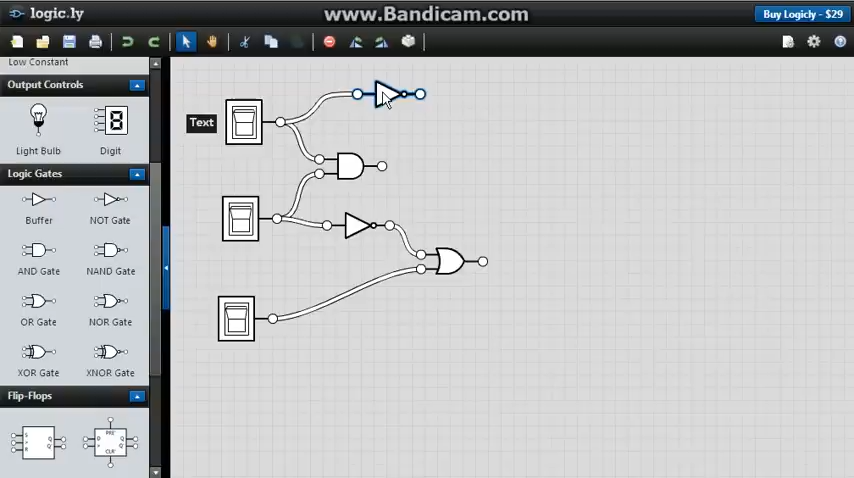 logic.ly
www.Bandicam.com
Buy Logicly - $29
Low Constant
Output Controls
Light Bulb
Digit
Logic Gates
Buffer
NOT Gate
AND Gate
NAND Gate
OR Gate
NOR Gate
XOR Gate
XNOR Gate
Flip-Flops
Text